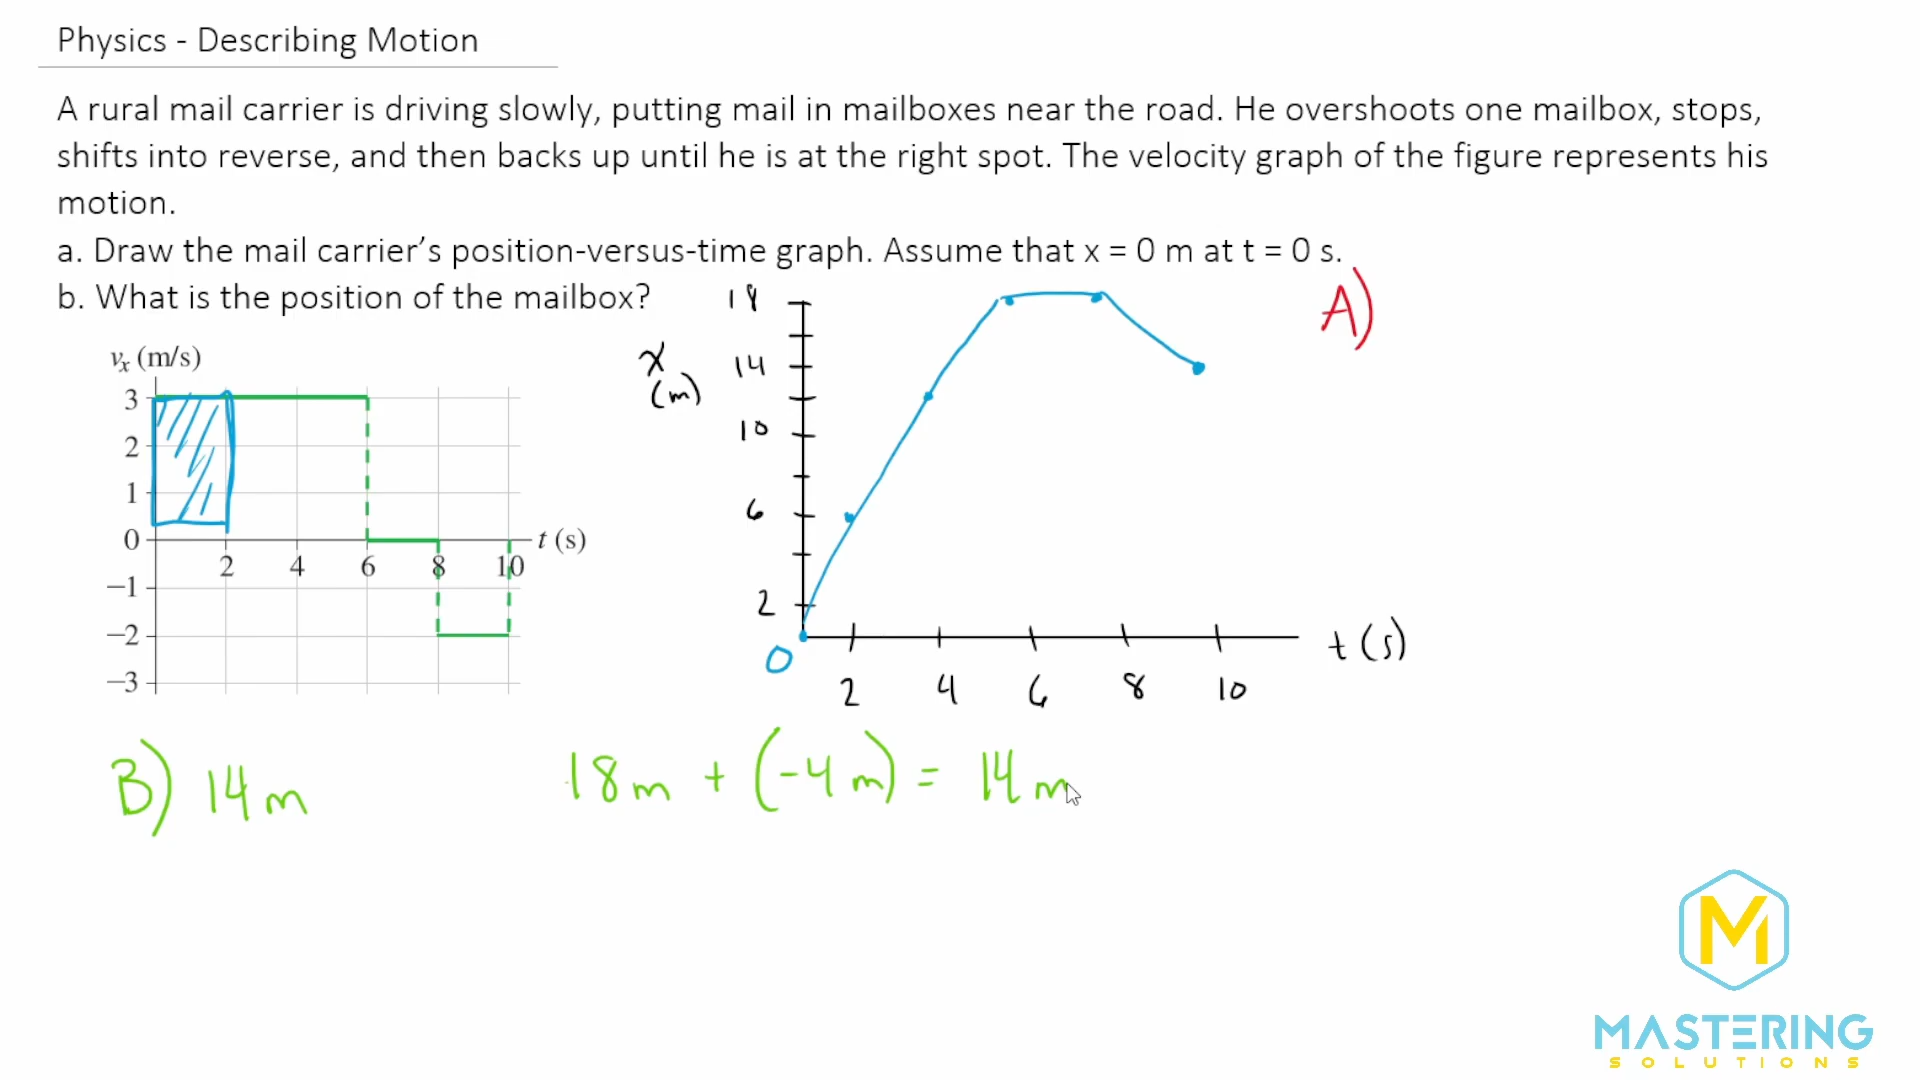 Physics - Describing Motion
A rural mail carrier is driving slowly, putting mail in mailboxes near the road. He overshoots one mailbox, stops,
shifts into reverse, and then backs up until he is at the right spot. The velocity graph of the figure represents his
motion.
a. Draw the mail carrier’s position-versus-time graph. Assume that x = 0 m at t = 0 s.
b. What is the position of the mailbox?
vₓ (m/s)
3
2
1
0
−1
−2
−3
2 4 6 8 10
t (s)
x
(m)
18
14
10
6
2
0
2 4 6 8 10
t (s)
A)
B) 14 m
18 m + (-4 m) = 14 m
M
MASTERING
SOLUTIONS